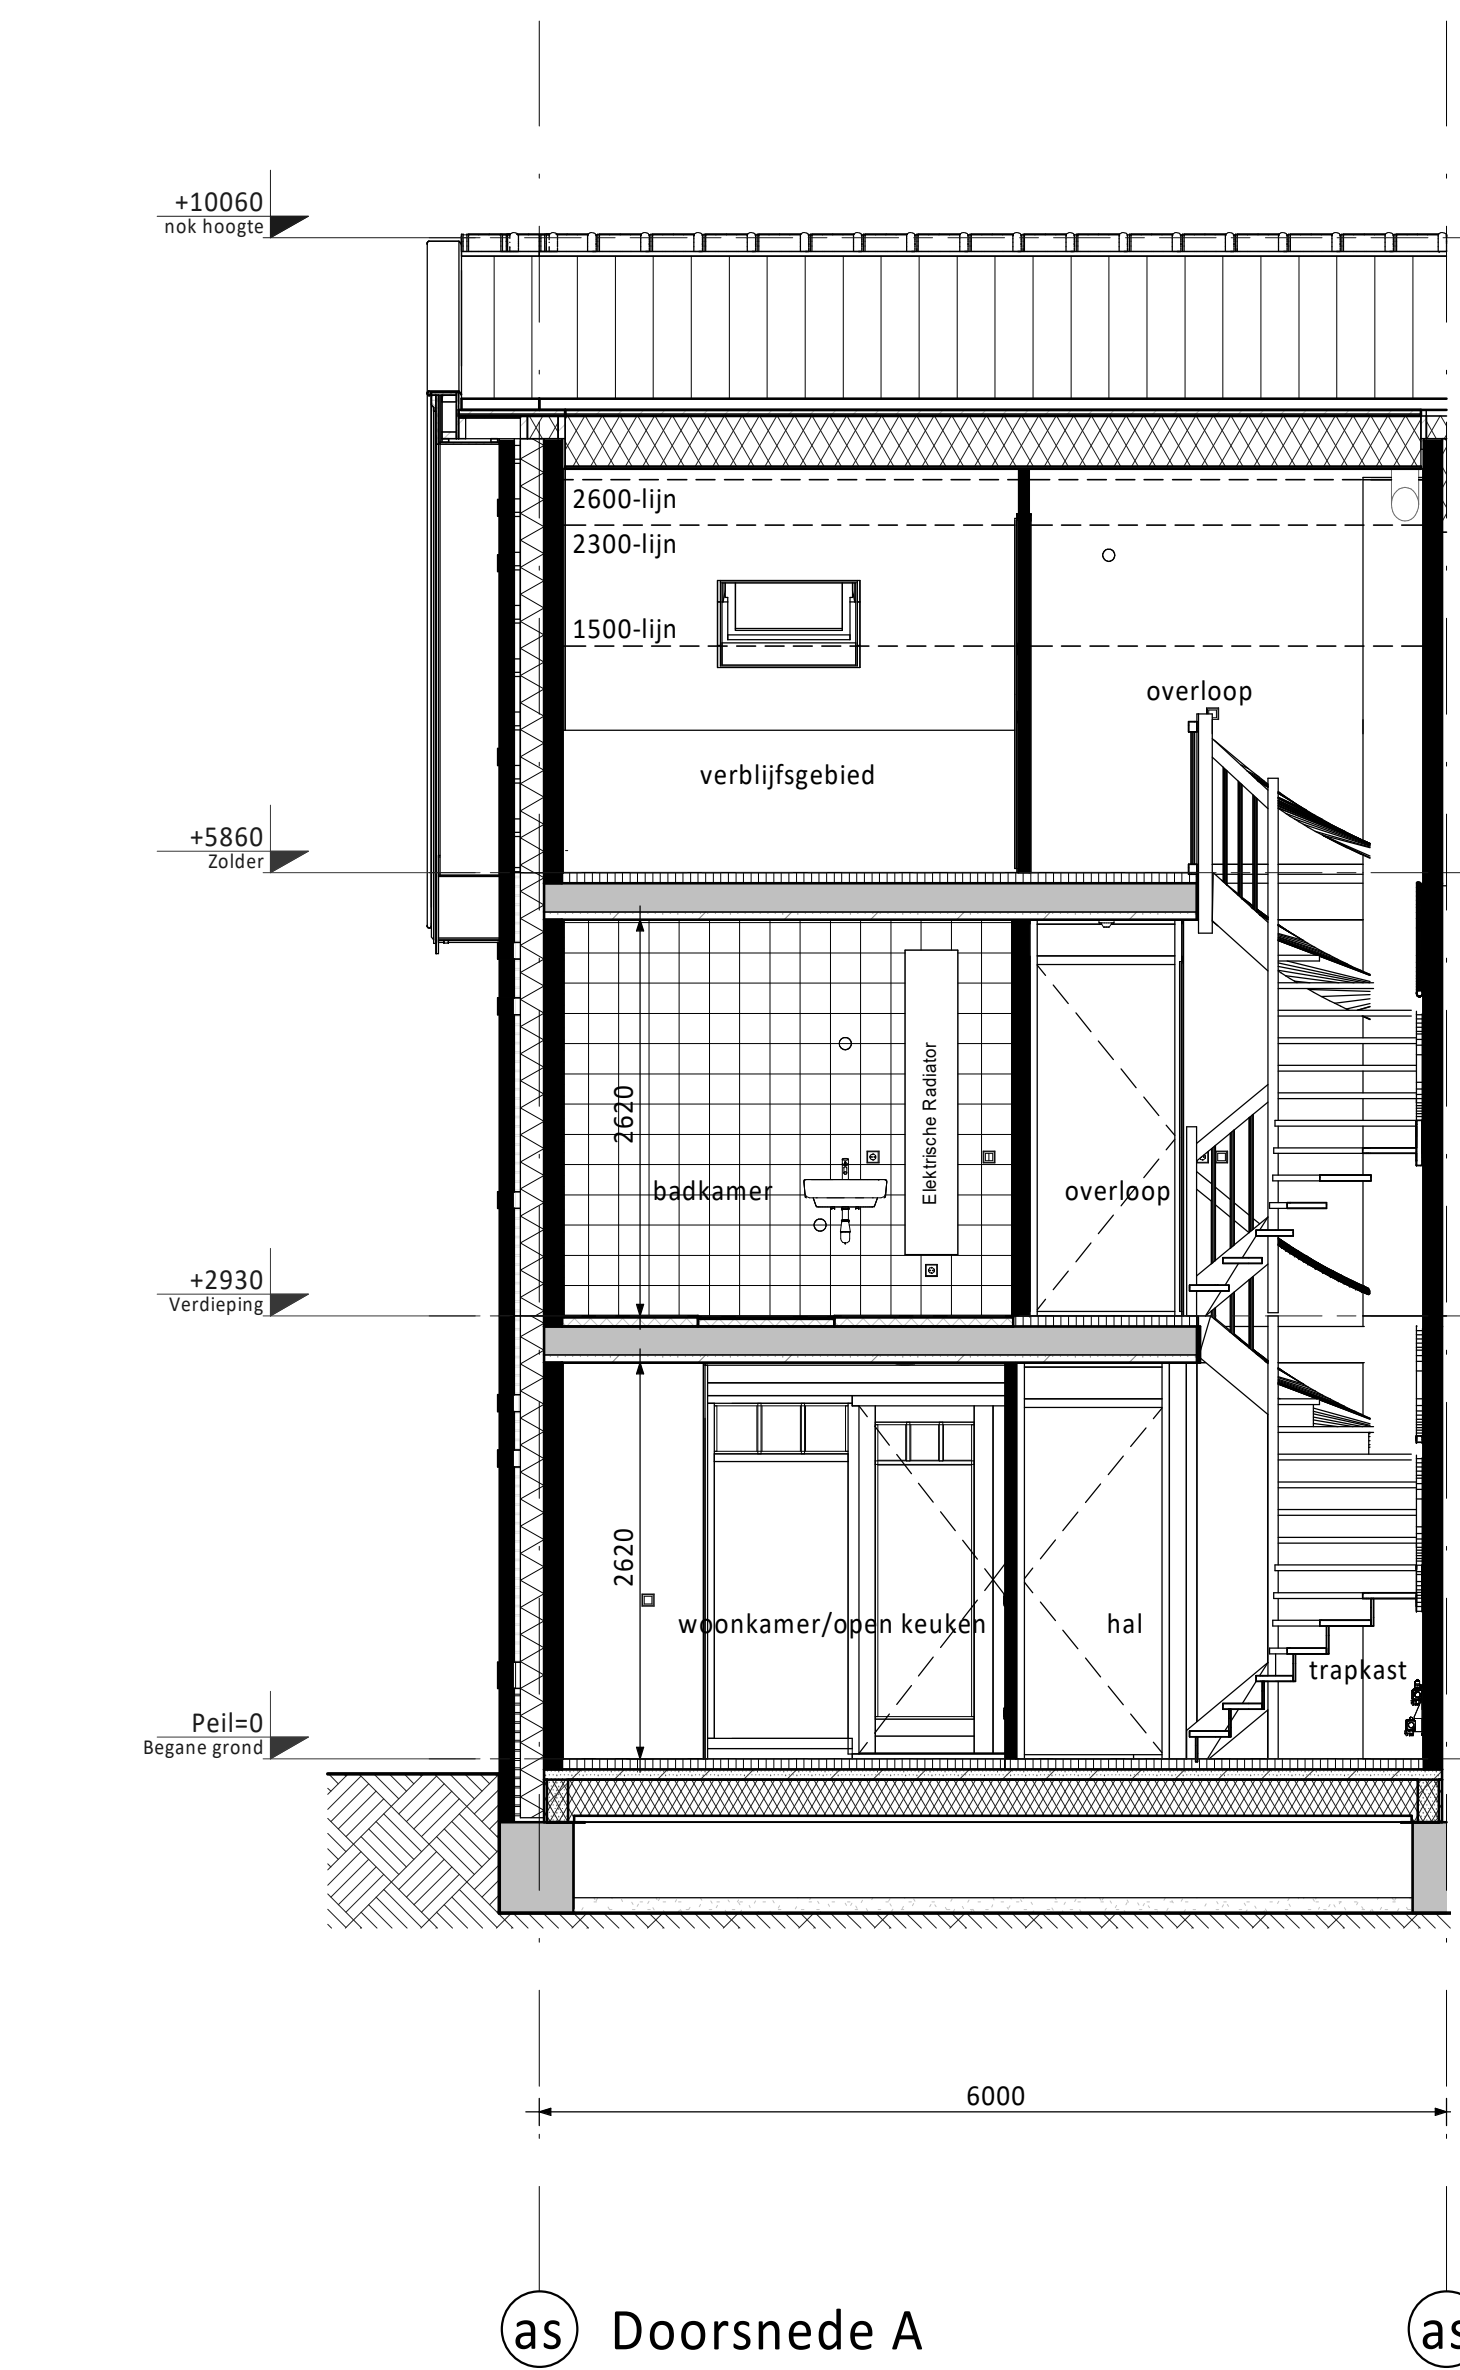 +10060
nok hoogte
2600-lijn
2300-lijn
1500-lijn
overloop
verblijfsgebied
+5860
Zolder
2620
Elektrische Radiator
badkamer
overloop
+2930
Verdieping
2620
woonkamer/open keuken
hal
trapkast
Peil=0
Begane grond
6000
as
Doorsnede A
as